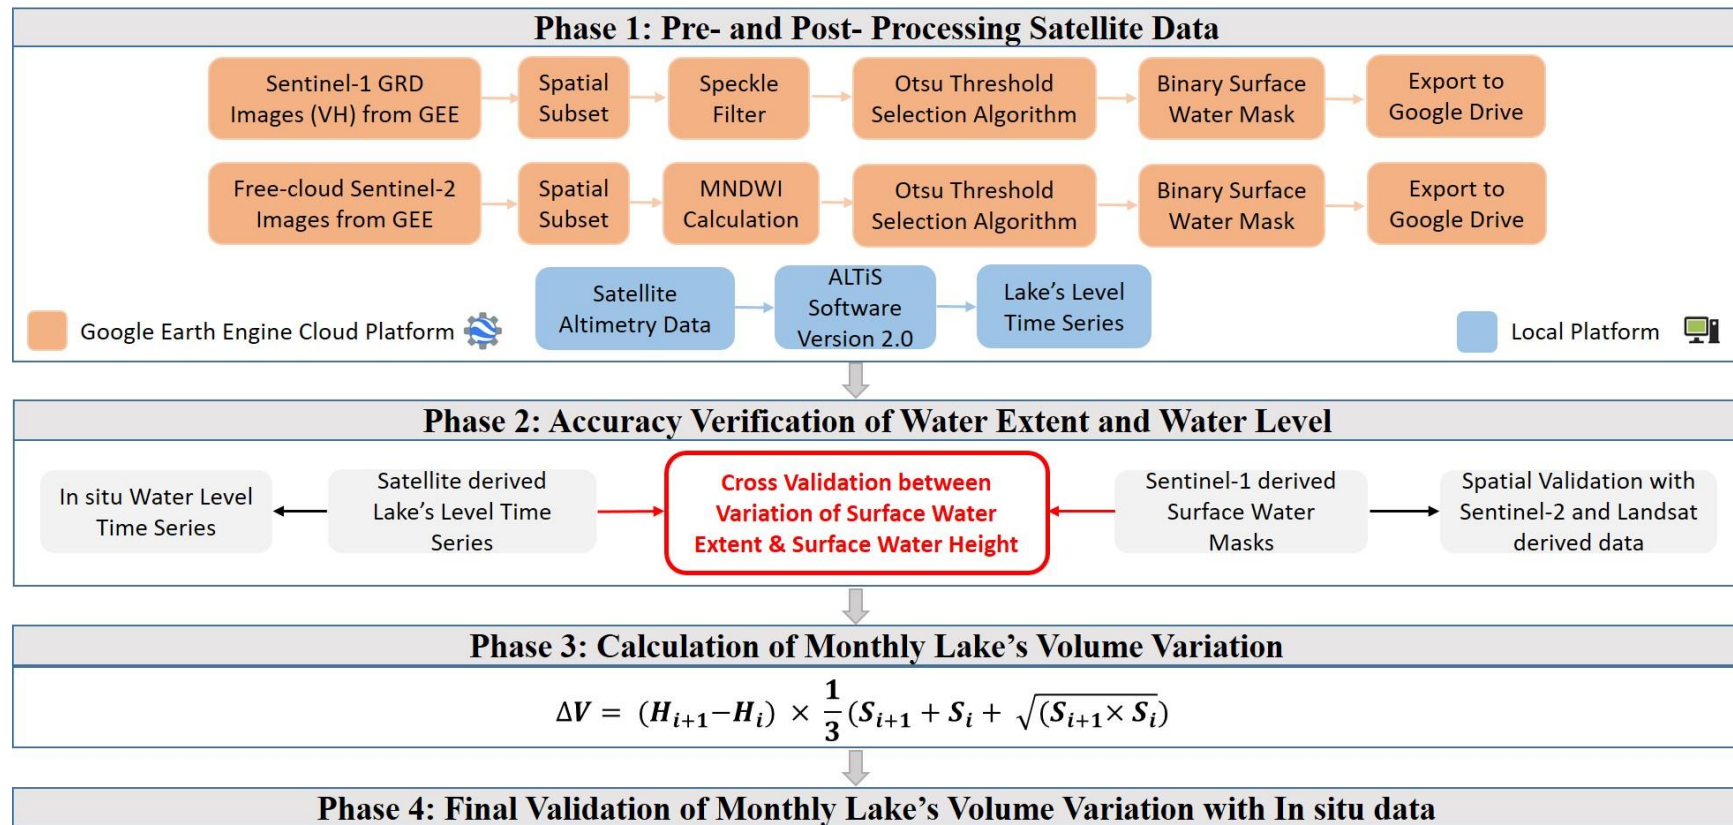 Phase 1: Pre- and Post- Processing Satellite Data
Sentinel-1 GRD
Images (VH) from GEE
Spatial
Subset
Speckle
Filter
Otsu Threshold
Selection Algorithm
Binary Surface
Water Mask
Export to
Google Drive
Free-cloud Sentinel-2
Images from GEE
Spatial
Subset
MNDWI
Calculation
Otsu Threshold
Selection Algorithm
Binary Surface
Water Mask
Export to
Google Drive
Satellite
Altimetry Data
ALTiS
Software
Version 2.0
Lake’s Level
Time Series
Google Earth Engine Cloud Platform
Local Platform
Phase 2: Accuracy Verification of Water Extent and Water Level
In situ Water Level
Time Series
Satellite derived
Lake’s Level Time
Series
Cross Validation between
Variation of Surface Water
Extent & Surface Water Height
Sentinel-1 derived
Surface Water
Masks
Spatial Validation with
Sentinel-2 and Landsat
derived data
Phase 3: Calculation of Monthly Lake’s Volume Variation
ΔV = (H_{i+1}−H_i) × 1/3 (S_{i+1} + S_i + √(S_{i+1}× S_i)
Phase 4: Final Validation of Monthly Lake’s Volume Variation with In situ data